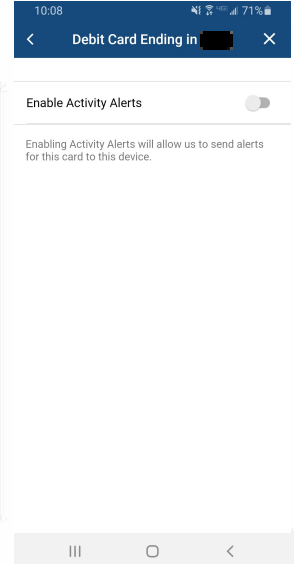 10:08 71%
Debit Card Ending in
Enable Activity Alerts
Enabling Activity Alerts will allow us to send alerts
for this card to this device.